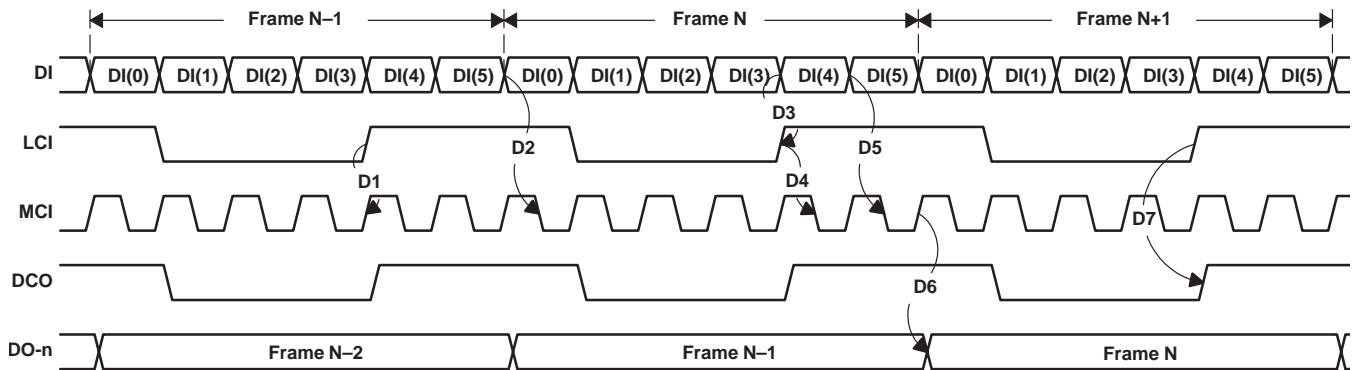 Frame N–1 Frame N Frame N+1
DI DI(0) DI(1) DI(2) DI(3) DI(4) DI(5) DI(0) DI(1) DI(2) DI(3) DI(4) DI(5) DI(0) DI(1) DI(2) DI(3) DI(4) DI(5)
D3
LCI D2 D5
D1 D4
MCI D7
DCO D6
DO-n Frame N–2 Frame N–1 Frame N